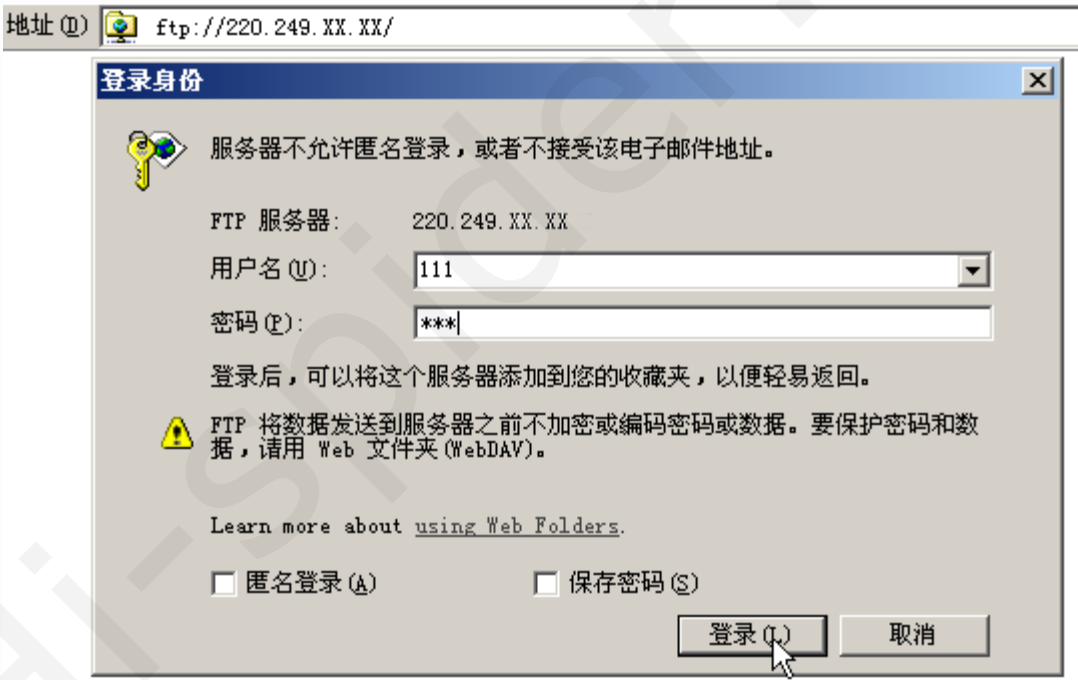 地址(D) ftp://220.249.XX.XX/
登录身份
服务器不允许匿名登录，或者不接受该电子邮件地址。
FTP 服务器: 220.249.XX.XX
用户名(U): 111
密码(P): ***
登录后，可以将这个服务器添加到您的收藏夹，以便轻易返回。
FTP 将数据发送到服务器之前不加密或编码密码或数据。要保护密码和数
据，请用 Web 文件夹(WebDAV)。
Learn more about using Web Folders.
匿名登录(A) 保存密码(S)
登录(L) 取消